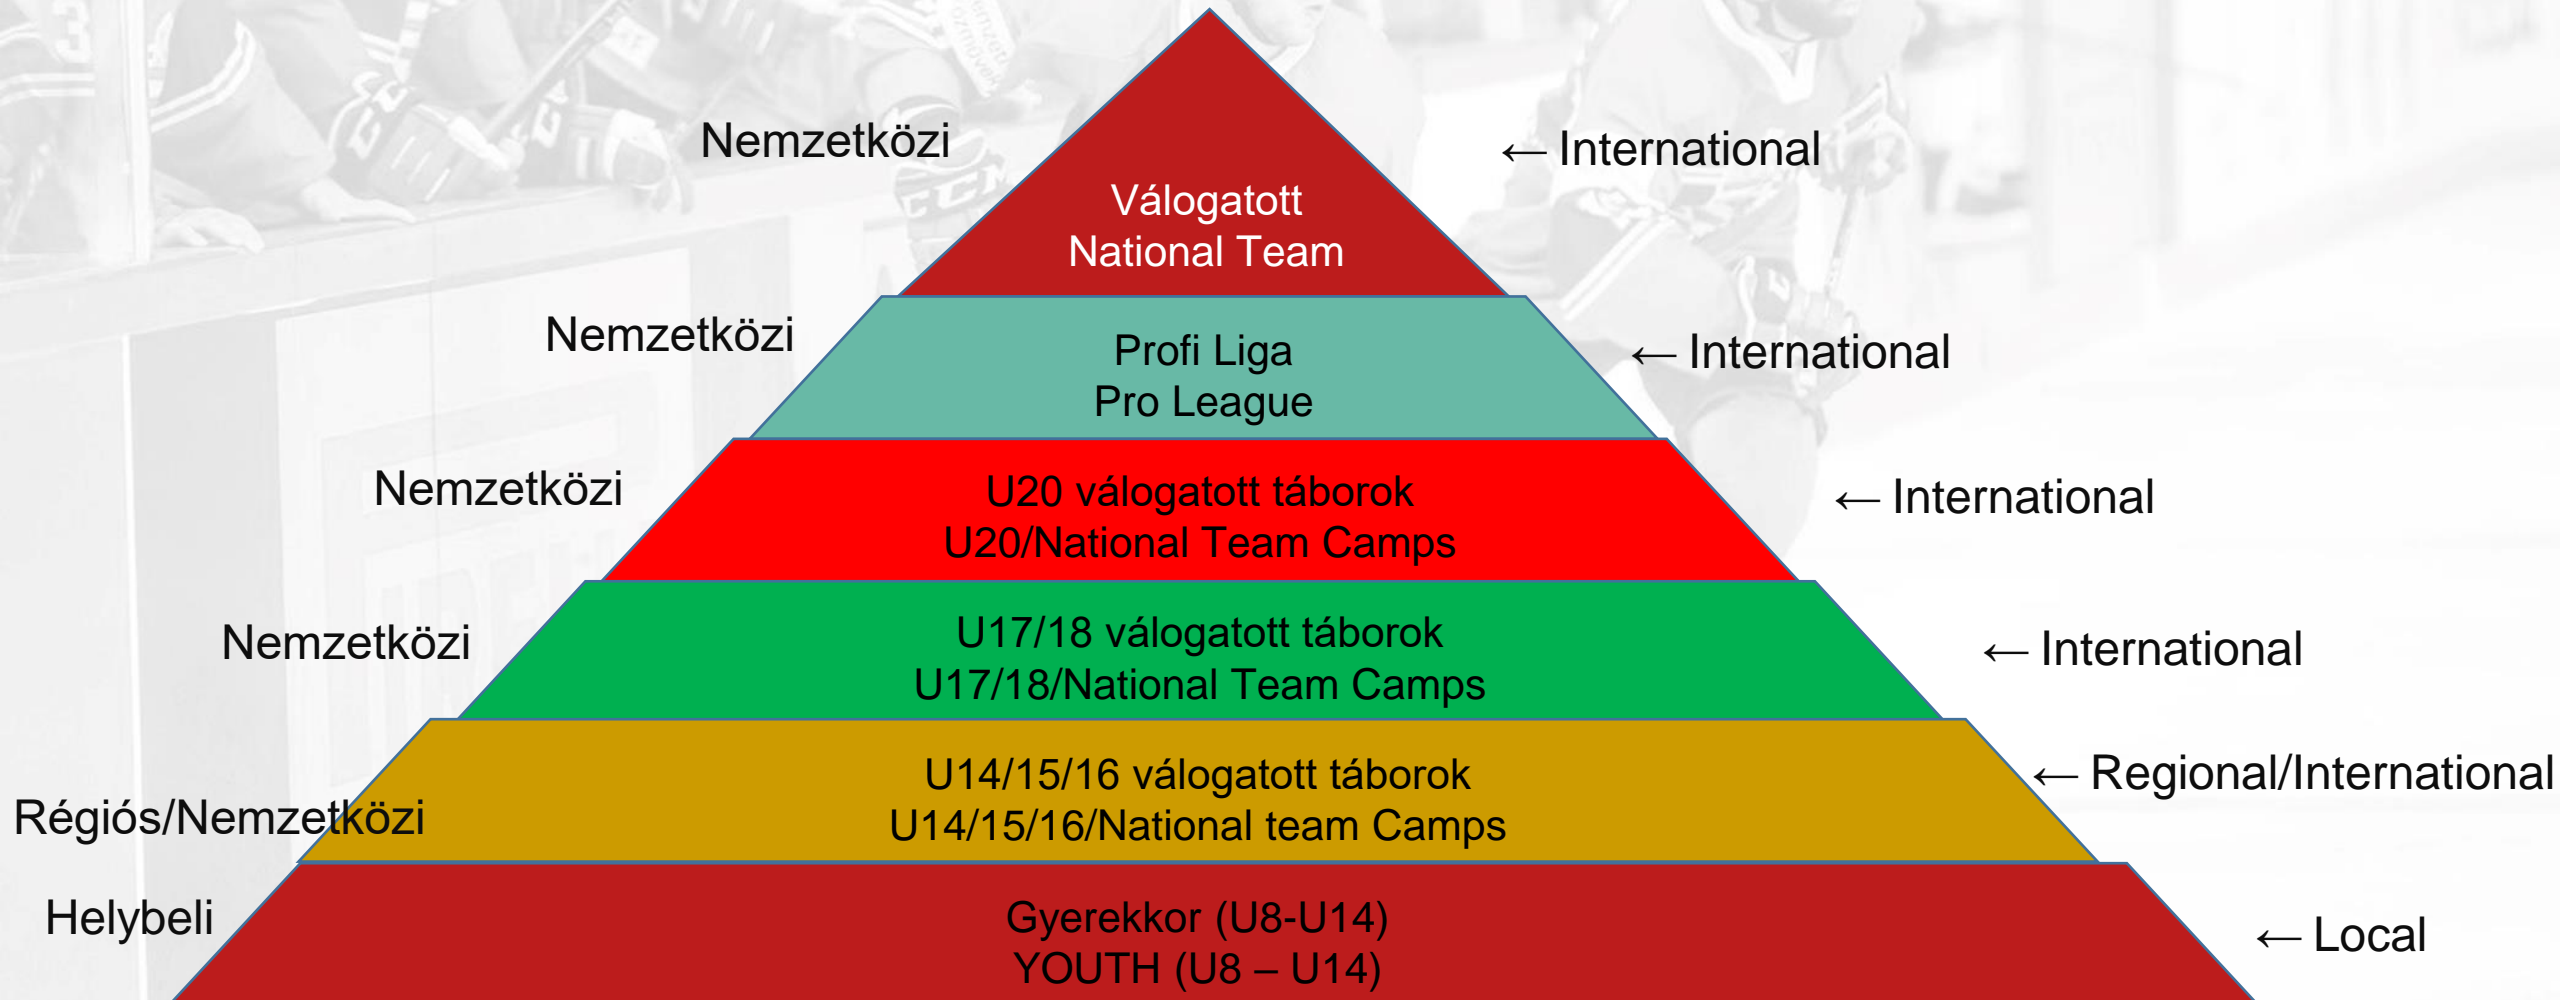 Nemzetközi
← International
Válogatott
National Team
Nemzetközi
← International
Profi Liga
Pro League
Nemzetközi
← International
U20 válogatott táborok
U20/National Team Camps
Nemzetközi
← International
U17/18 válogatott táborok
U17/18/National Team Camps
Régiós/Nemzetközi
← Regional/International
U14/15/16 válogatott táborok
U14/15/16/National team Camps
Helybeli
← Local
Gyerekkor (U8-U14)
YOUTH (U8 – U14)
3
CCM